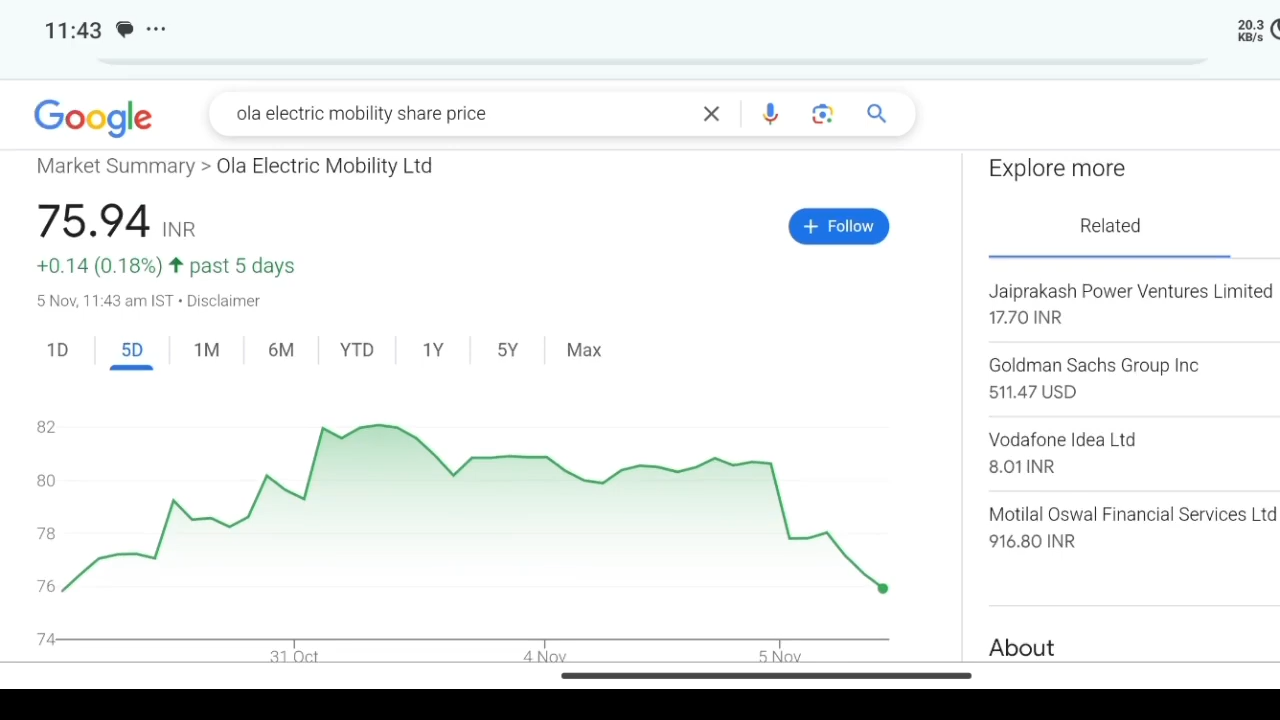 11:43 ...
20.3
KB/s
Google
ola electric mobility share price
Market Summary > Ola Electric Mobility Ltd
75.94 INR
+ Follow
+0.14 (0.18%) ↑ past 5 days
5 Nov, 11:43 am IST • Disclaimer
1D 5D 1M 6M YTD 1Y 5Y Max
82
80
78
76
74
31 Oct 4 Nov 5 Nov
Explore more
Related
Jaiprakash Power Ventures Limited
17.70 INR
Goldman Sachs Group Inc
511.47 USD
Vodafone Idea Ltd
8.01 INR
Motilal Oswal Financial Services Ltd
916.80 INR
About